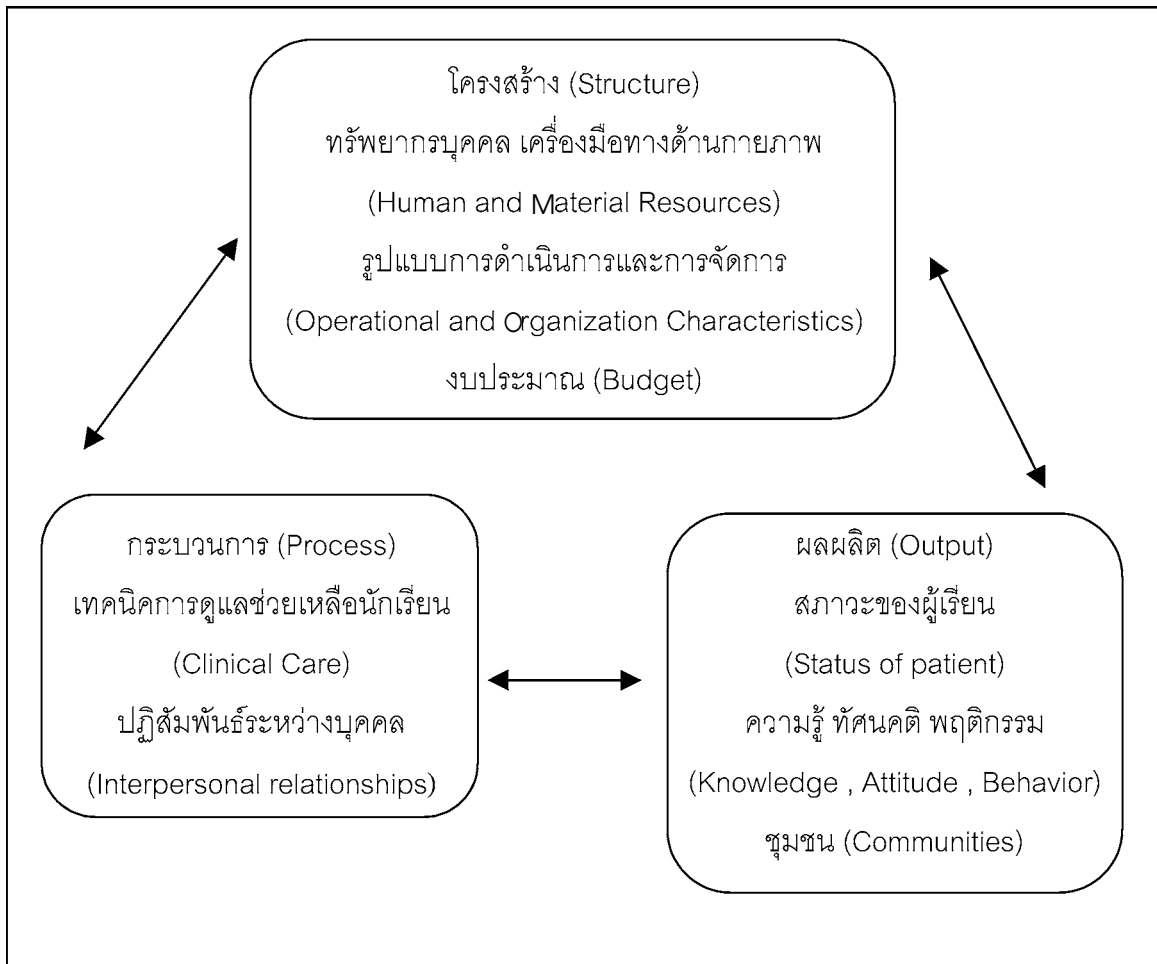 โครงสร้าง (Structure)
ทรัพยากรบุคคล เครื่องมือทางด้านกายภาพ
(Human and Material Resources)
รูปแบบการดำเนินการและการจัดการ
(Operational and Organization Characteristics)
งบประมาณ (Budget)
กระบวนการ (Process)
เทคนิคการดูแลช่วยเหลือนักเรียน
(Clinical Care)
ปฏิสัมพันธ์ระหว่างบุคคล
(Interpersonal relationships)
ผลผลิต (Output)
สภาวะของผู้เรียน
(Status of patient)
ความรู้ ทัศนคติ พฤติกรรม
(Knowledge , Attitude , Behavior)
ชุมชน (Communities)